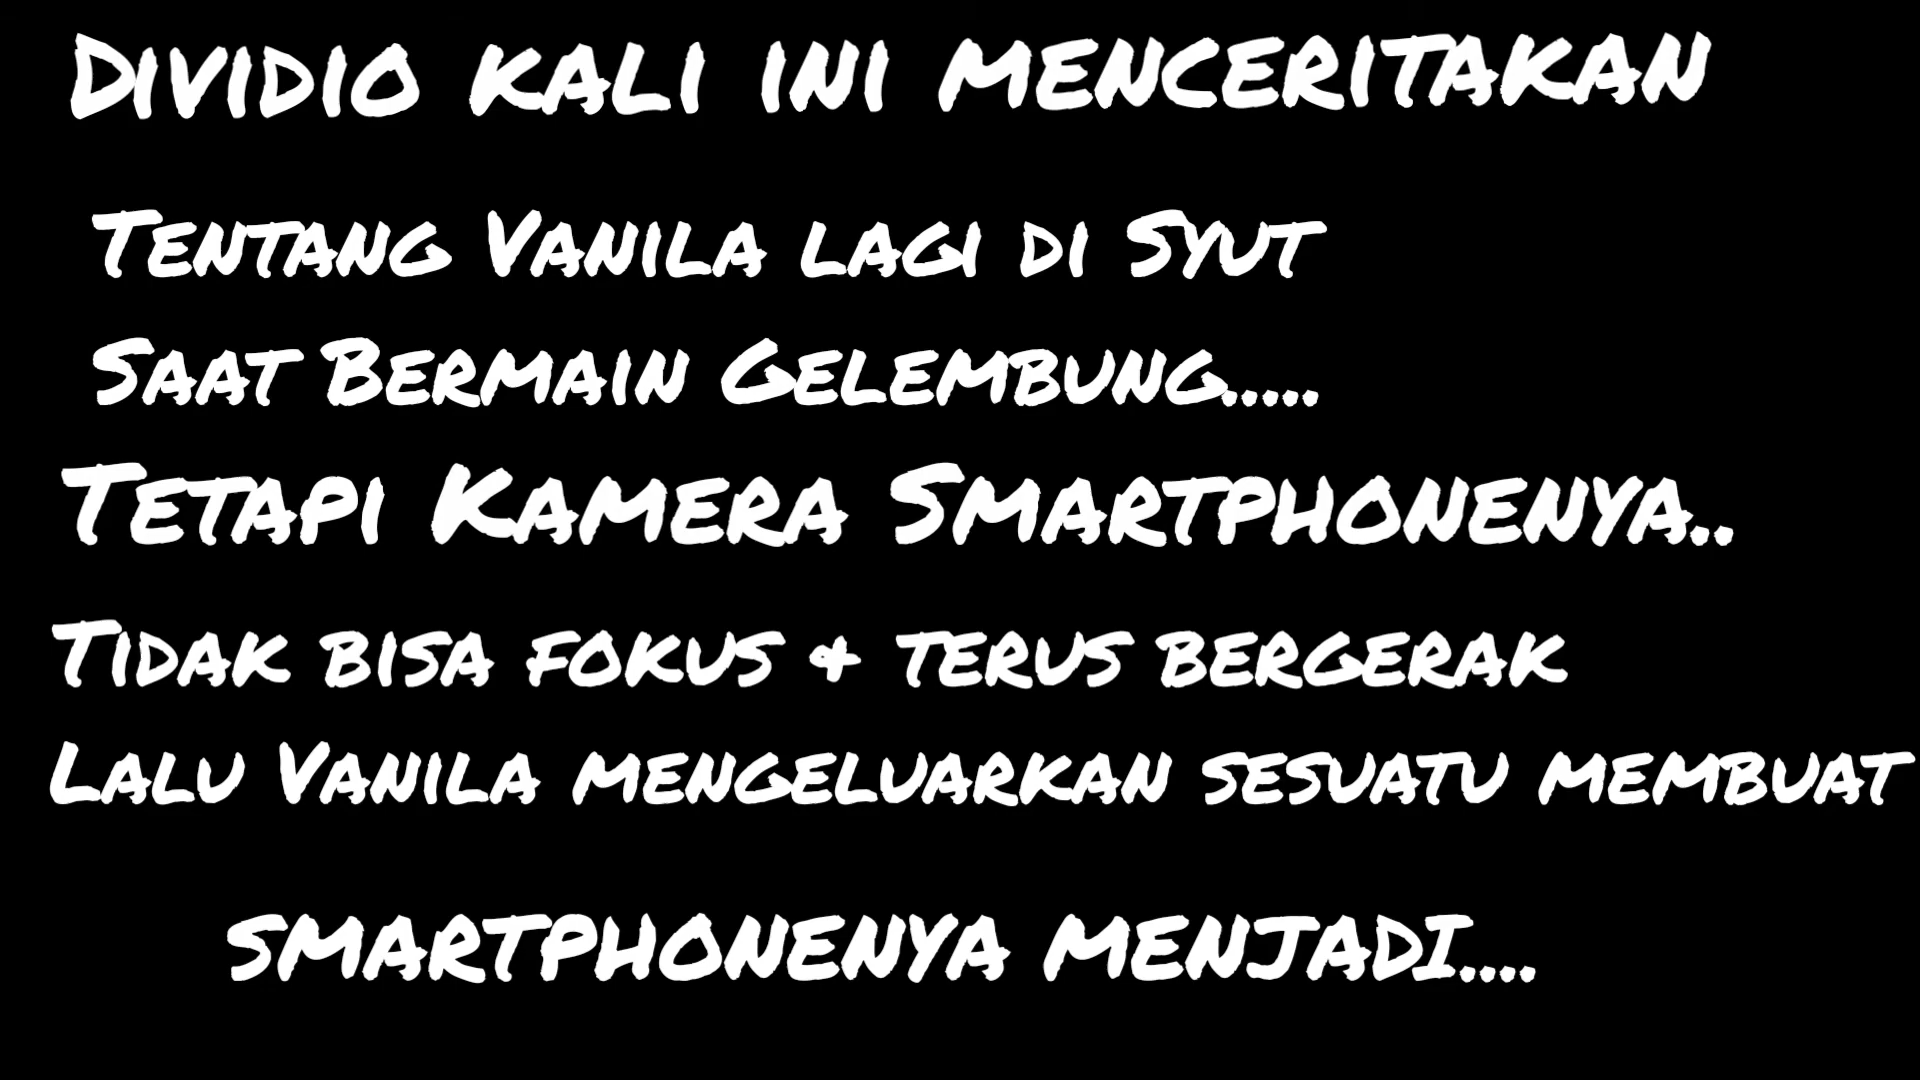 Dividio kali ini menceritakan
Tentang Vanila lagi di Syut
Saat Bermain Gelembung.....
Tetapi Kamera Smartphonenya..
Tidak bisa fokus & terus bergerak
Lalu Vanila mengeluarkan sesuatu membuat
smartphonenya menjadi....